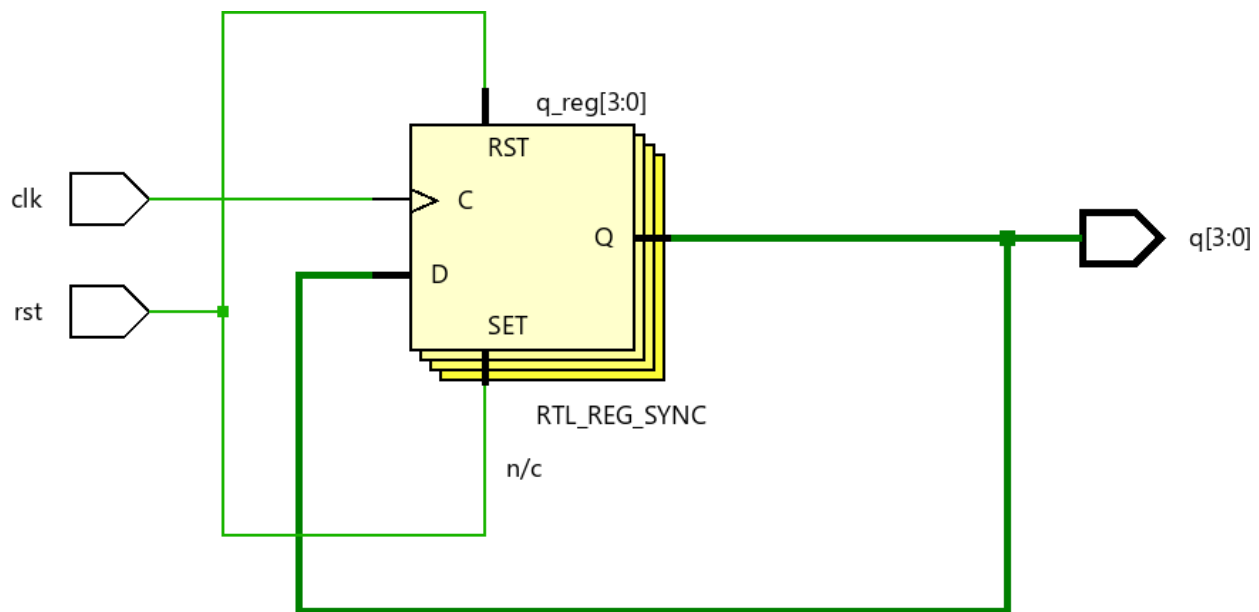 q_reg[3:0]
RST
clk
C
Q
q[3:0]
D
rst
SET
RTL_REG_SYNC
n/c